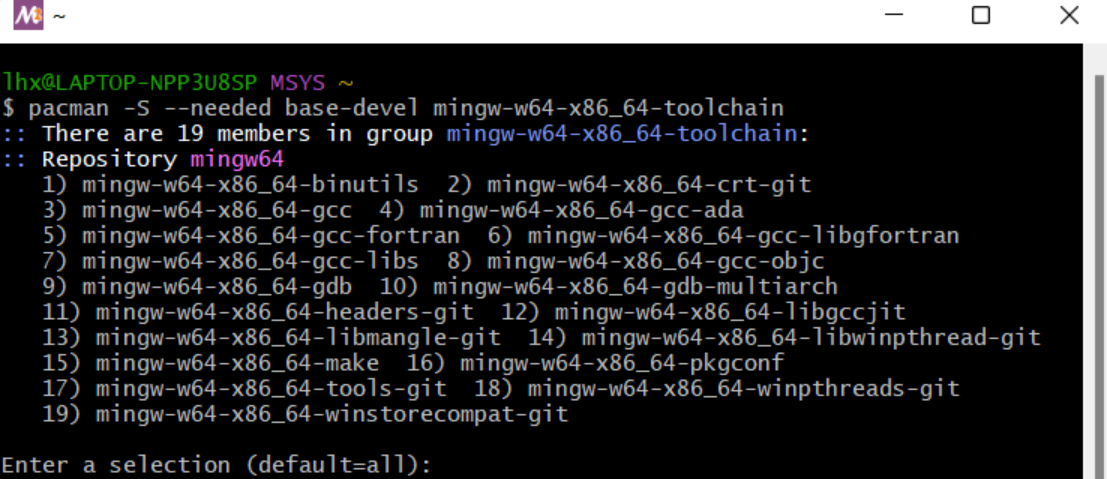 ~
lhx@LAPTOP-NPP3U8SP MSYS ~
$ pacman -S --needed base-devel mingw-w64-x86_64-toolchain
:: There are 19 members in group mingw-w64-x86_64-toolchain:
:: Repository mingw64
   1) mingw-w64-x86_64-binutils  2) mingw-w64-x86_64-crt-git
   3) mingw-w64-x86_64-gcc  4) mingw-w64-x86_64-gcc-ada
   5) mingw-w64-x86_64-gcc-fortran  6) mingw-w64-x86_64-gcc-libgfortran
   7) mingw-w64-x86_64-gcc-libs  8) mingw-w64-x86_64-gcc-objc
   9) mingw-w64-x86_64-gdb  10) mingw-w64-x86_64-gdb-multiarch
   11) mingw-w64-x86_64-headers-git  12) mingw-w64-x86_64-libgccjit
   13) mingw-w64-x86_64-libmangle-git  14) mingw-w64-x86_64-libwinpthread-git
   15) mingw-w64-x86_64-make  16) mingw-w64-x86_64-pkgconf
   17) mingw-w64-x86_64-tools-git  18) mingw-w64-x86_64-winpthreads-git
   19) mingw-w64-x86_64-winstorecompat-git
Enter a selection (default=all):